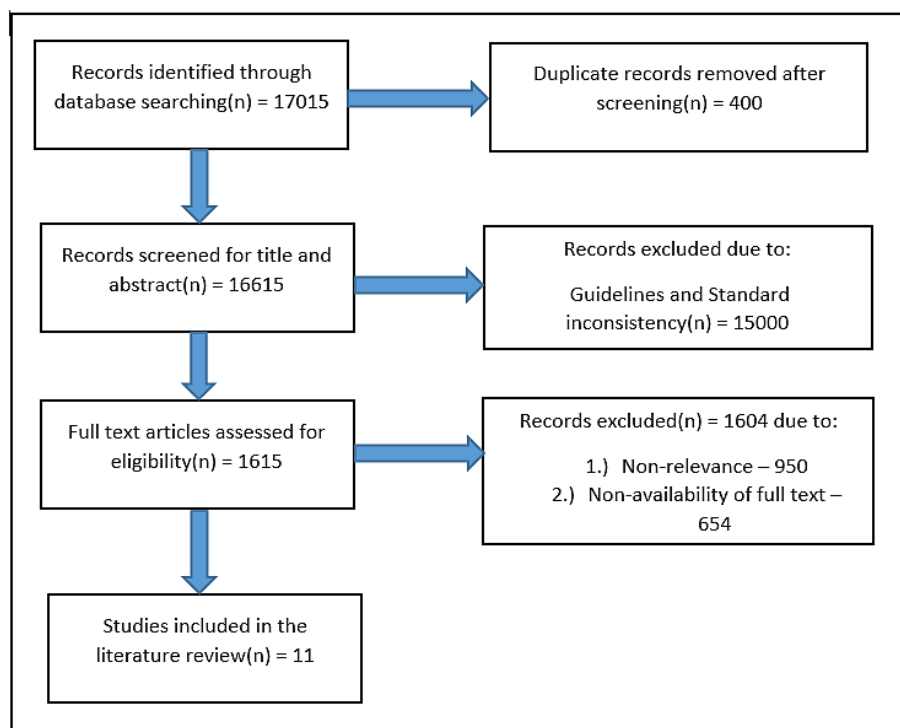 Records identified through
database searching(n) = 17015
Duplicate records removed after
screening(n) = 400
Records screened for title and
abstract(n) = 16615
Records excluded due to:
Guidelines and Standard
inconsistency(n) = 15000
Full text articles assessed for
eligibility(n) = 1615
Records excluded(n) = 1604 due to:
1.) Non-relevance – 950
2.) Non-availability of full text –
654
Studies included in the
literature review(n) = 11